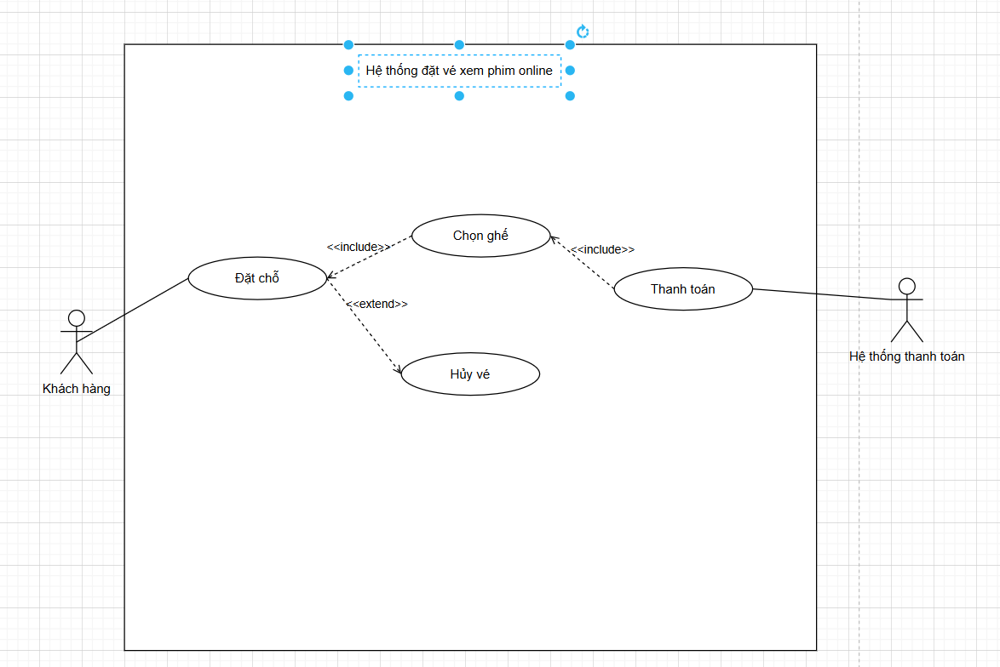 Hệ thống đặt vé xem phim online
Chọn ghế
<<include>>
<<include>>
Đặt chỗ
Thanh toán
<<extend>>
Hủy vé
Hệ thống thanh toán
Khách hàng